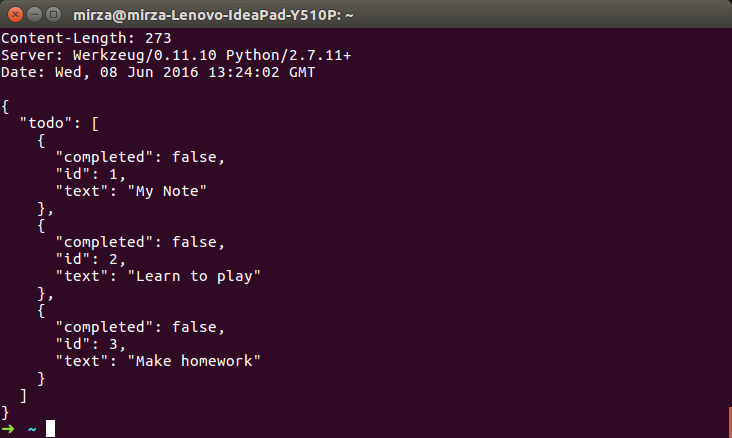 mirza@mirza-Lenovo-IdeaPad-Y510P: ~
Content-Length: 273
Server: Werkzeug/0.11.10 Python/2.7.11+
Date: Wed, 08 Jun 2016 13:24:02 GMT

{
  "todo": [
    {
      "completed": false,
      "id": 1,
      "text": "My Note"
    },
    {
      "completed": false,
      "id": 2,
      "text": "Learn to play"
    },
    {
      "completed": false,
      "id": 3,
      "text": "Make homework"
    }
  ]
}
➜  ~